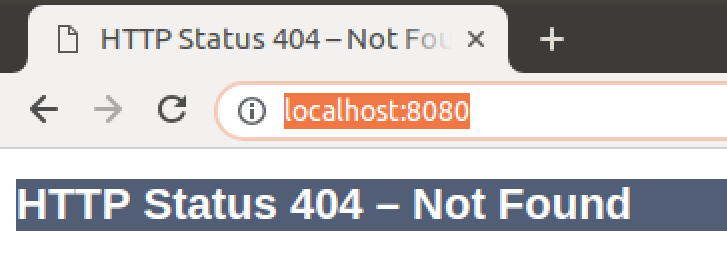 HTTP Status 404 – Not Fou
localhost:8080
HTTP Status 404 – Not Found